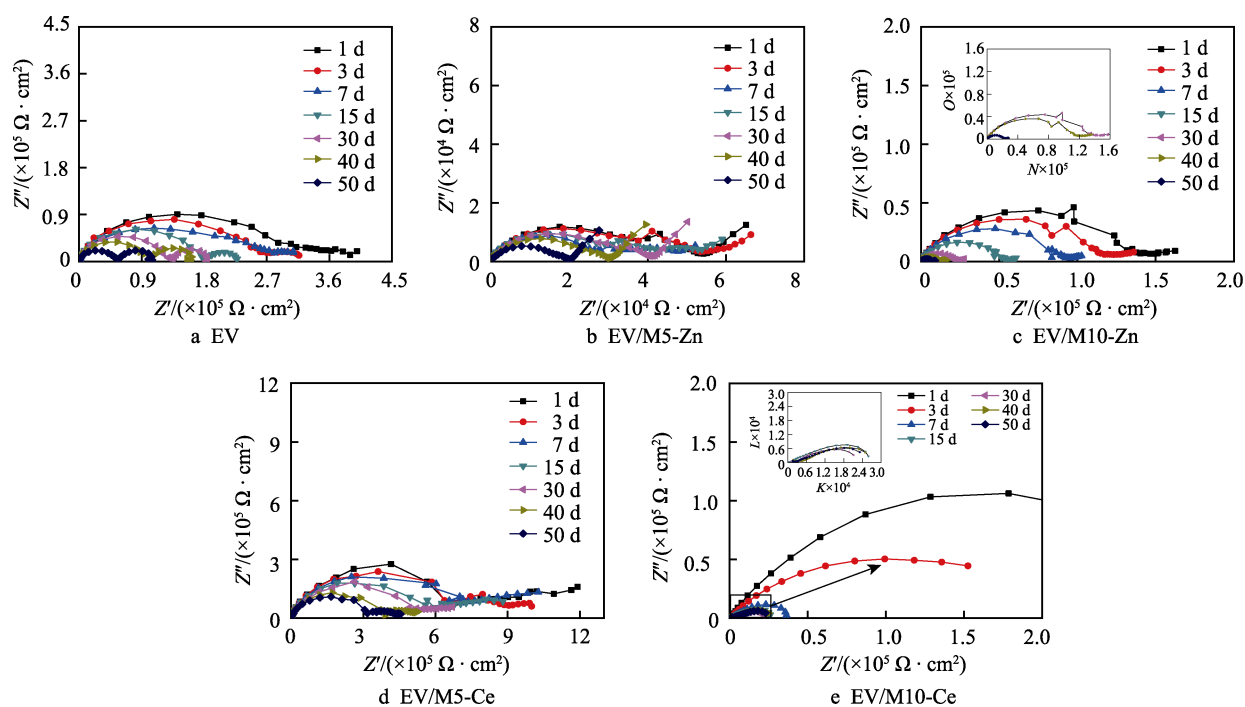 4.5
3.6
2.7
1.8
0.9
0
Z″/(×10⁵ Ω · cm²)
1 d
3 d
7 d
15 d
30 d
40 d
50 d
0 0.9 1.8 2.7 3.6 4.5
Z′/(×10⁵ Ω · cm²)
a EV
8
6
4
2
0
Z″/(×10⁴ Ω · cm²)
1 d
3 d
7 d
15 d
30 d
40 d
50 d
0 2 4 6 8
Z′/(×10⁴ Ω · cm²)
b EV/M5-Zn
2.0
1.5
1.0
0.5
0
Z″/(×10⁵ Ω · cm²)
1.6
1.2
0.8
0.4
0
O×10⁵
0 0.4 0.8 1.2 1.6
N×10⁵
1 d
3 d
7 d
15 d
30 d
40 d
50 d
0 0.5 1.0 1.5 2.0
Z′/(×10⁵ Ω · cm²)
c EV/M10-Zn
12
9
6
3
0
Z″/(×10⁵ Ω · cm²)
1 d
3 d
7 d
15 d
30 d
40 d
50 d
0 3 6 9 12
Z′/(×10⁵ Ω · cm²)
d EV/M5-Ce
2.0
1.5
1.0
0.5
0
Z″/(×10⁵ Ω · cm²)
3.0
2.4
1.8
1.2
0.6
0
L×10⁴
0 0.6 1.2 1.8 2.4 3.0
K×10⁴
1 d 30 d
3 d 40 d
7 d 50 d
15 d
0 0.5 1.0 1.5 2.0
Z′/(×10⁵ Ω · cm²)
e EV/M10-Ce